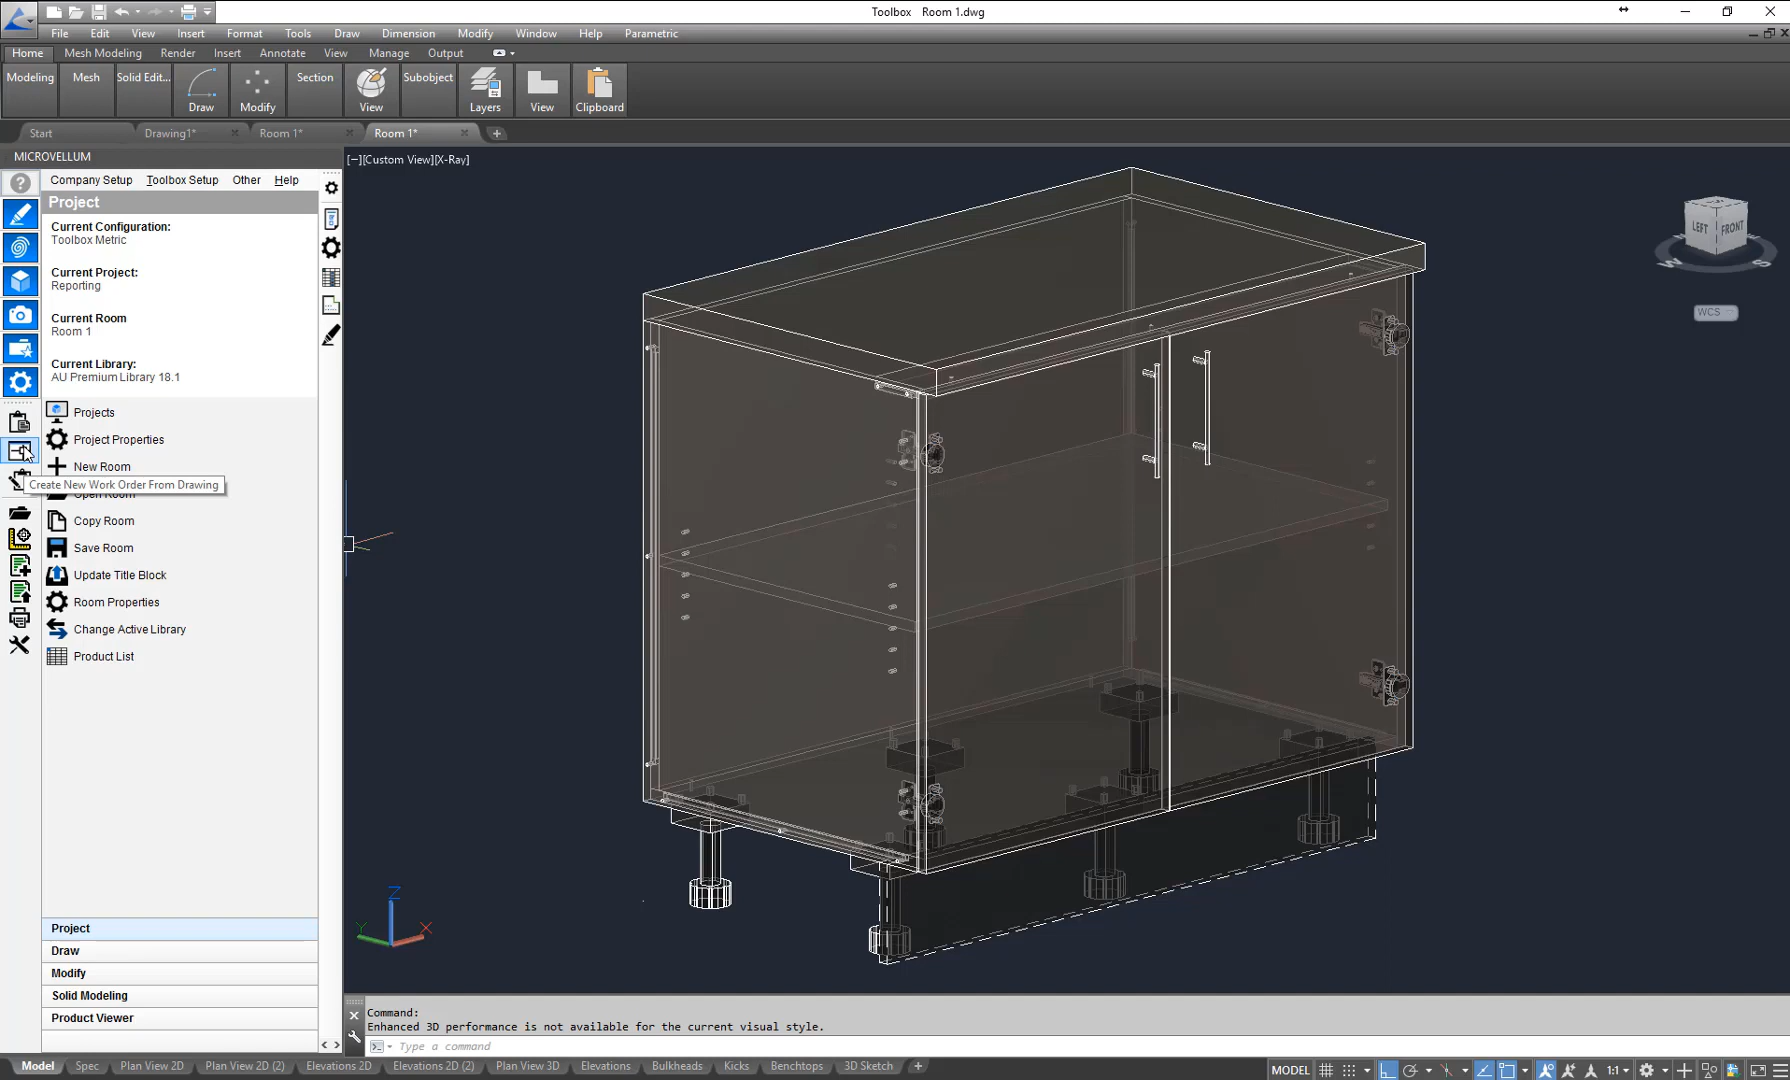 Toolbox Room 1.dwg
File Edit View Insert Format Tools Draw Dimension Modify Window Help Parametric
Home Mesh Modeling Render Insert Annotate View Manage Output
Modeling Mesh Solid Edit... Draw Modify Section View Subobject Layers View Clipboard
Start Drawing1* Room 1* Room 1*
MICROVELLUM
[−][Custom View][X-Ray]
Company Setup Toolbox Setup Other Help
Project
Current Configuration:
Toolbox Metric
Current Project:
Reporting
Current Room
Room 1
Current Library:
AU Premium Library 18.1
Projects
Project Properties
New Room
Create New Work Order From Drawing
Open Room
Copy Room
Save Room
Update Title Block
Room Properties
Change Active Library
Product List
LEFT FRONT
W S
WCS
Z
Y X
Project
Draw
Modify
Solid Modeling
Product Viewer
Command:
Enhanced 3D performance is not available for the current visual style.
Type a command
Model Spec Plan View 2D Plan View 2D (2) Elevations 2D Elevations 2D (2) Plan View 3D Elevations Bulkheads Kicks Benchtops 3D Sketch
MODEL 1:1